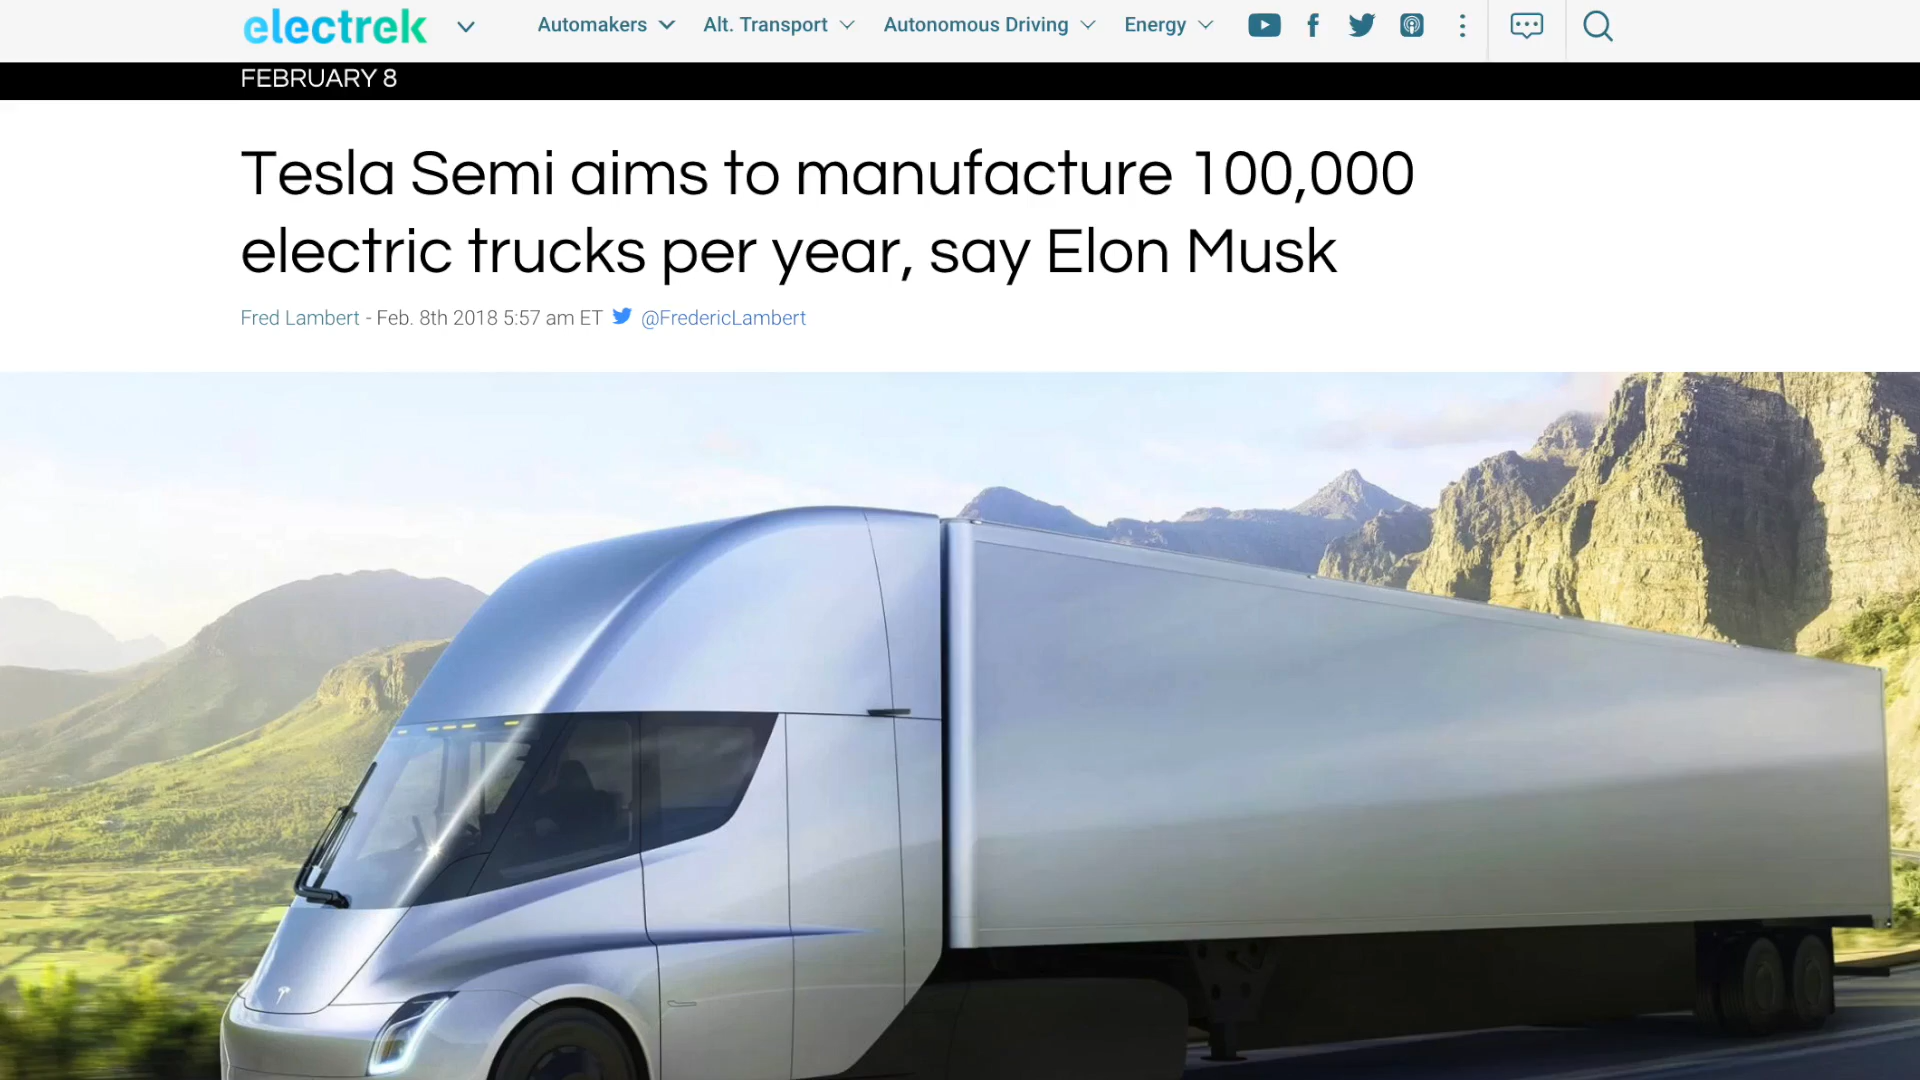 electrek
Automakers Alt. Transport Autonomous Driving Energy
FEBRUARY 8
Tesla Semi aims to manufacture 100,000
electric trucks per year, say Elon Musk
Fred Lambert - Feb. 8th 2018 5:57 am ET @FredericLambert